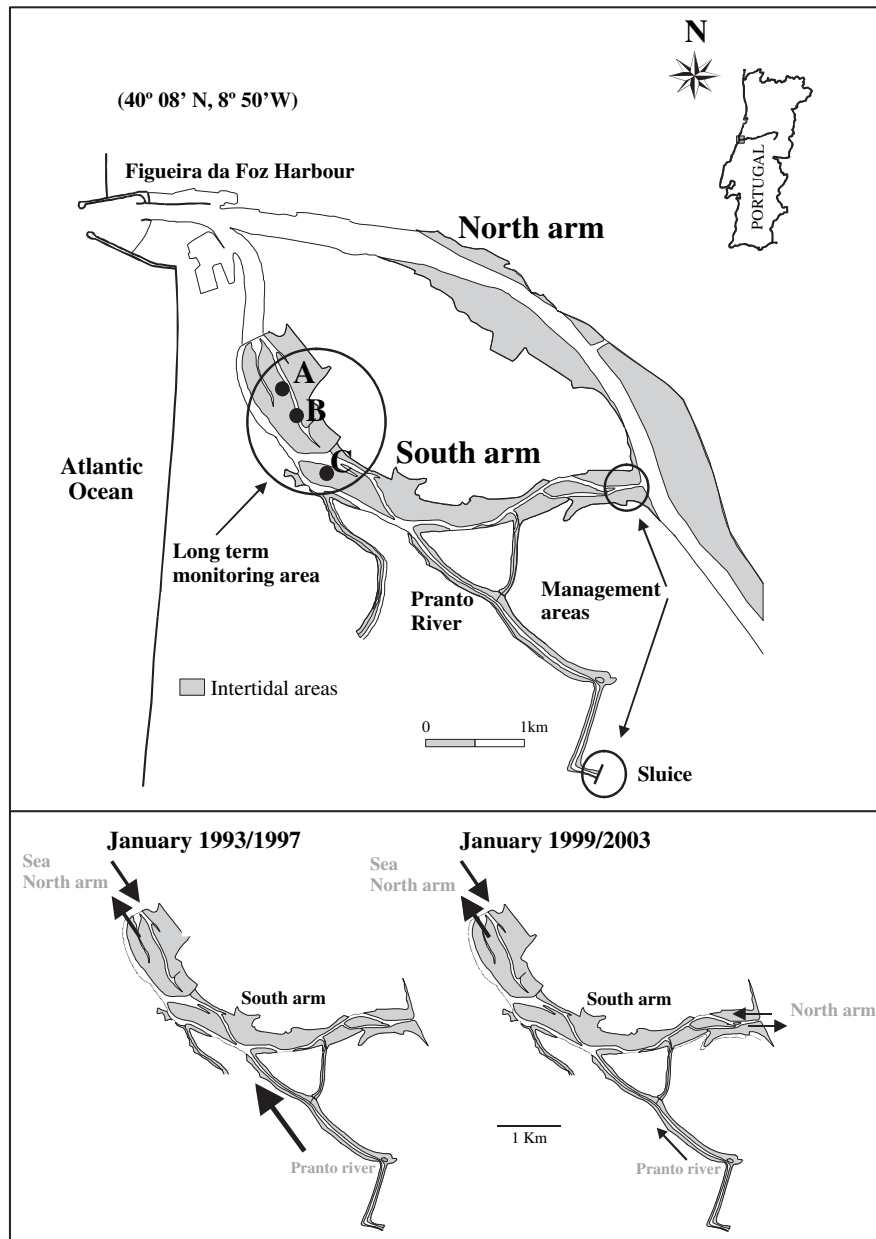 N
(40º 08’ N, 8º 50’W)
PORTUGAL
Figueira da Foz Harbour
North arm
A
B
C
South arm
Atlantic
Ocean
Long term
monitoring area
Pranto
River
Management
areas
Intertidal areas
0 1km
Sluice
January 1993/1997
Sea
North arm
South arm
Pranto river
January 1999/2003
Sea
North arm
South arm
North arm
1 Km
Pranto river